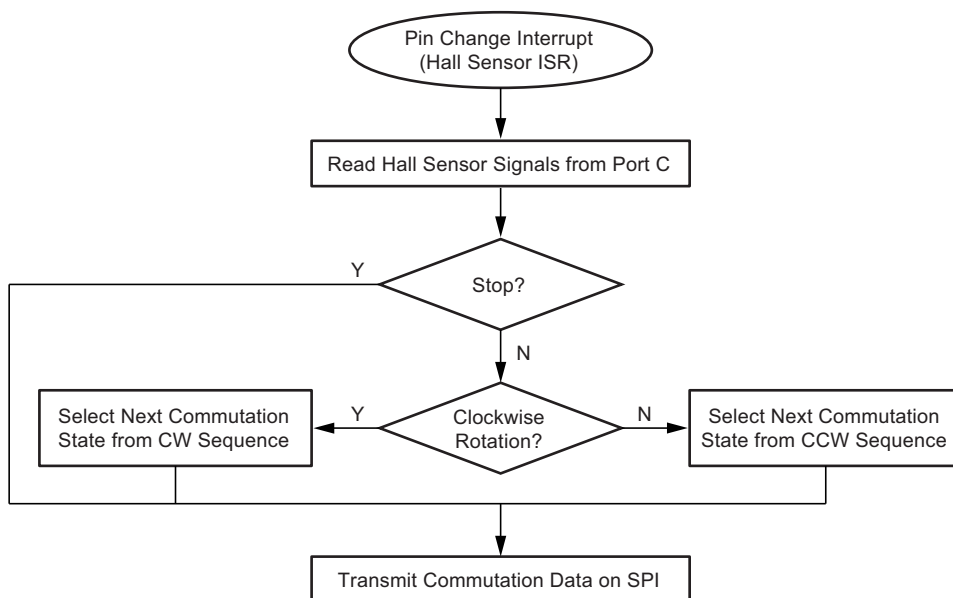 Pin Change Interrupt
(Hall Sensor ISR)
Read Hall Sensor Signals from Port C
Y
Stop?
N
Select Next Commutation
State from CW Sequence
Y
Clockwise
Rotation?
N
Select Next Commutation
State from CCW Sequence
Transmit Commutation Data on SPI